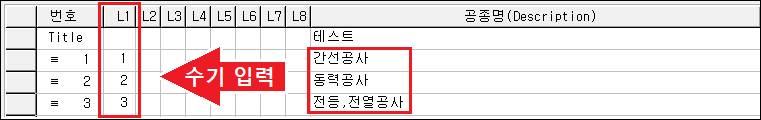 번호 L1 L2 L3 L4 L5 L6 L7 L8 공종명(Description)
Title 테스트
≡ 1 1 간선공사
≡ 2 2 동력공사
≡ 3 3 전등,전열공사
수기 입력